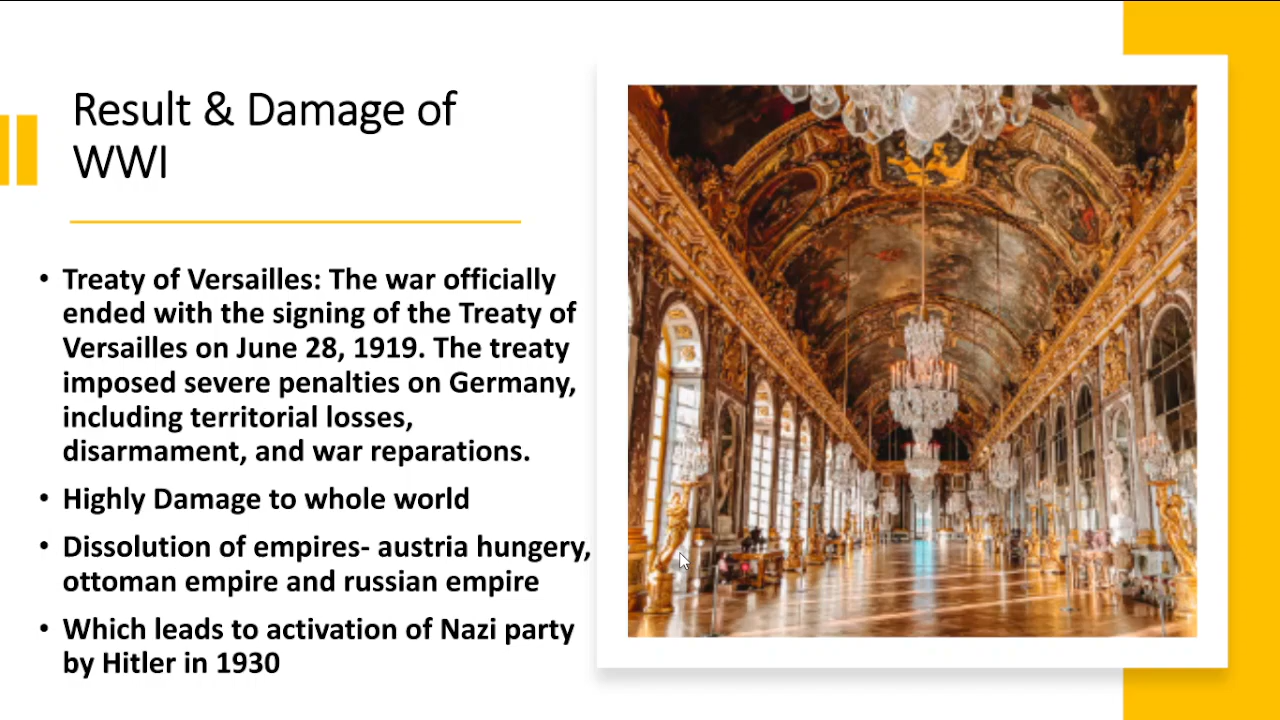 Result & Damage of
WWI
• Treaty of Versailles: The war officially
ended with the signing of the Treaty of
Versailles on June 28, 1919. The treaty
imposed severe penalties on Germany,
including territorial losses,
disarmament, and war reparations.
• Highly Damage to whole world
• Dissolution of empires- austria hungery,
ottoman empire and russian empire
• Which leads to activation of Nazi party
by Hitler in 1930